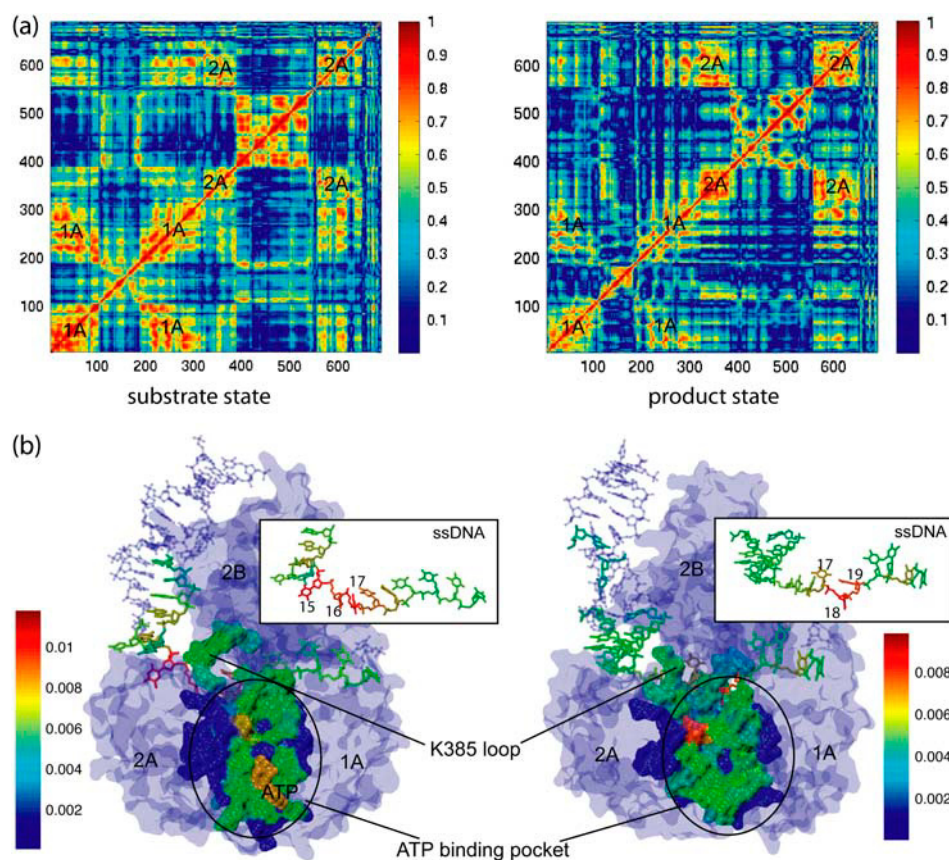 (a)
1
0.9
0.8
0.7
0.6
0.5
0.4
0.3
0.2
0.1
600
500
400
300
200
100
100 200 300 400 500 600
2A
2A
2A
2A
1A
1A
1A
1A
substrate state
1
0.9
0.8
0.7
0.6
0.5
0.4
0.3
0.2
0.1
600
500
400
300
200
100
100 200 300 400 500 600
2A
2A
2A
2A
1A
1A
1A
1A
product state
(b)
ssDNA
17
15
16
2B
0.01
0.008
0.006
0.004
0.002
2A
1A
ATP
K385 loop
ATP binding pocket
ssDNA
17
19
18
2B
2A
1A
0.008
0.006
0.004
0.002